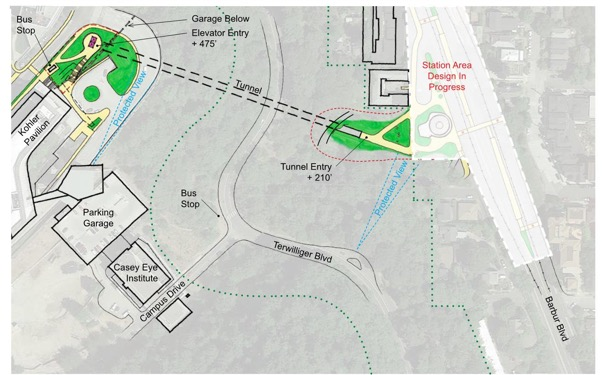 Bus
Stop
Garage Below
Elevator Entry
+ 475'
Station Area
Design In
Progress
Tunnel
Protected View
Kohler
Pavilion
Tunnel Entry
+ 210'
Protected View
Bus
Stop
Parking
Garage
Terwilliger Blvd
Casey Eye
Institute
Campus Drive
Barbur Blvd